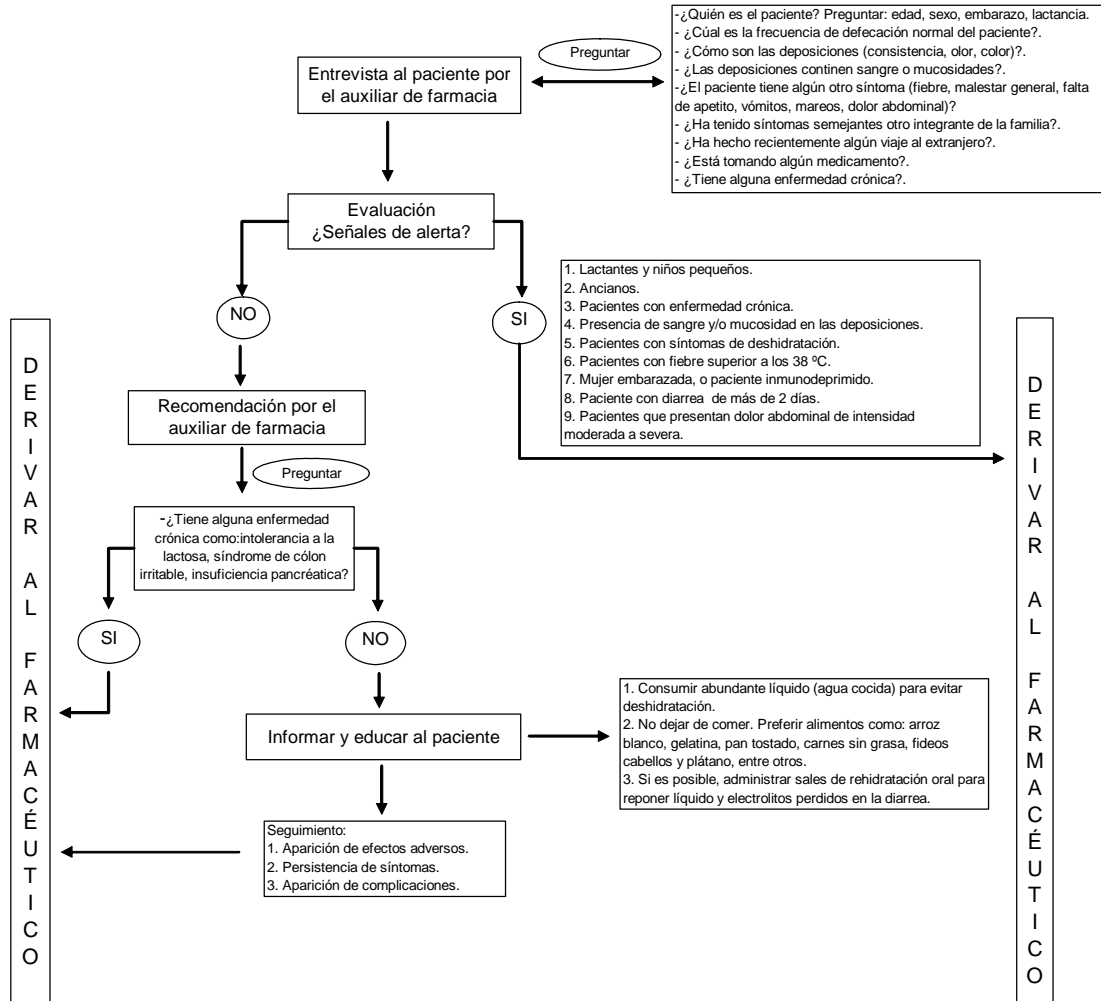 -¿Quién es el paciente? Preguntar: edad, sexo, embarazo, lactancia.
- ¿Cúal es la frecuencia de defecación normal del paciente?.
- ¿Cómo son las deposiciones (consistencia, olor, color)?.
- ¿Las deposiciones continen sangre o mucosidades?.
-¿El paciente tiene algún otro síntoma (fiebre, malestar general, falta
de apetito, vómitos, mareos, dolor abdominal)?
- ¿Ha tenido síntomas semejantes otro integrante de la familia?.
- ¿Ha hecho recientemente algún viaje al extranjero?.
- ¿Está tomando algún medicamento?.
- ¿Tiene alguna enfermedad crónica?.
Preguntar
Entrevista al paciente por
el auxiliar de farmacia
Evaluación
¿Señales de alerta?
NO
SI
1. Lactantes y niños pequeños.
2. Ancianos.
3. Pacientes con enfermedad crónica.
4. Presencia de sangre y/o mucosidad en las deposiciones.
5. Pacientes con síntomas de deshidratación.
6. Pacientes con fiebre superior a los 38 ºC.
7. Mujer embarazada, o paciente inmunodeprimido.
8. Paciente con diarrea de más de 2 días.
9. Pacientes que presentan dolor abdominal de intensidad
moderada a severa.
Recomendación por el
auxiliar de farmacia
Preguntar
-¿Tiene alguna enfermedad
crónica como:intolerancia a la
lactosa, síndrome de cólon
irritable, insuficiencia pancréatica?
SI
NO
Informar y educar al paciente
1. Consumir abundante líquido (agua cocida) para evitar
deshidratación.
2. No dejar de comer. Preferir alimentos como: arroz
blanco, gelatina, pan tostado, carnes sin grasa, fideos
cabellos y plátano, entre otros.
3. Si es posible, administrar sales de rehidratación oral para
reponer líquido y electrolitos perdidos en la diarrea.
Seguimiento:
1. Aparición de efectos adversos.
2. Persistencia de síntomas.
3. Aparición de complicaciones.
DERIVAR AL FARMACÉUTICO
DERIVAR AL FARMACÉUTICO